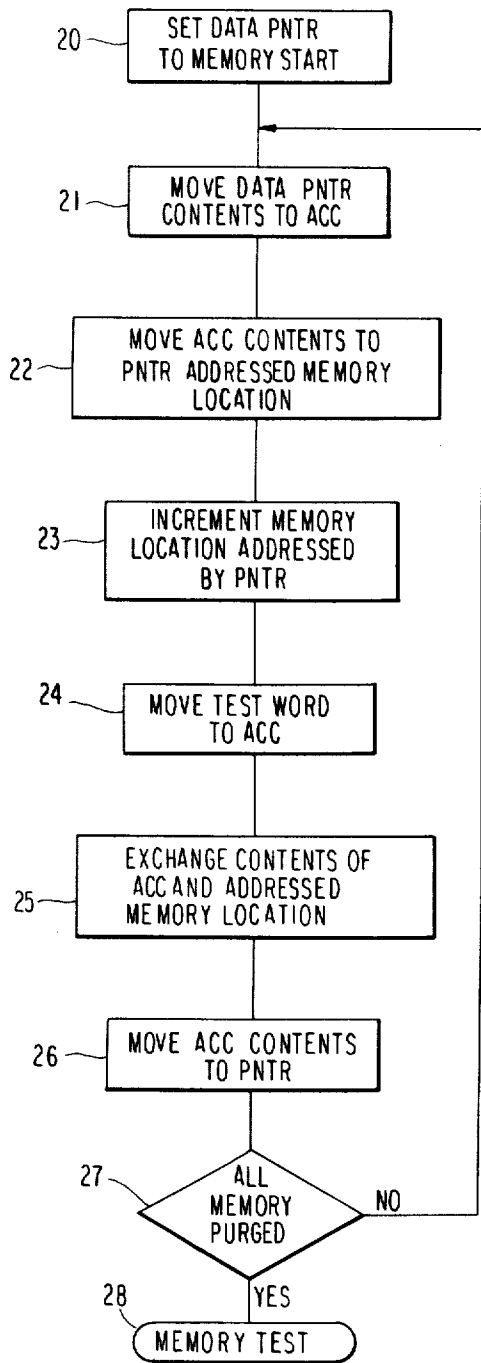 20
SET DATA PNTR
TO MEMORY START
21
MOVE DATA PNTR
CONTENTS TO ACC
22
MOVE ACC CONTENTS TO
PNTR ADDRESSED MEMORY
LOCATION
23
INCREMENT MEMORY
LOCATION ADDRESSED
BY PNTR
24
MOVE TEST WORD
TO ACC
25
EXCHANGE CONTENTS OF
ACC AND ADDRESSED
MEMORY LOCATION
26
MOVE ACC CONTENTS
TO PNTR
27
ALL
MEMORY
PURGED
NO
YES
28
MEMORY TEST